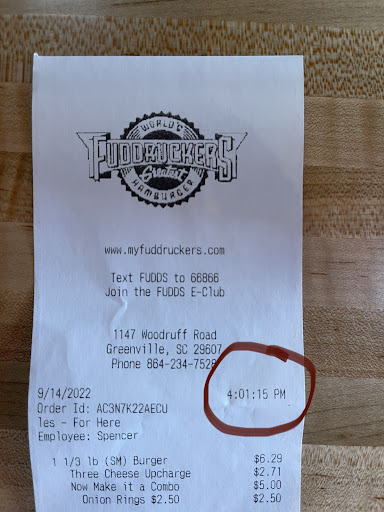 WORLD'S
FUDDRUCKERS
Greatest
HAMBURGER
www.myfuddruckers.com
Text FUDDS to 66866
Join the FUDDS E-Club
1147 Woodruff Road
Greenville, SC 29607
Phone 864-234-7528
9/14/2022 4:01:15 PM
Order Id: AC3N7K22AECU
les - For Here
Employee: Spencer
1 1/3 lb (SM) Burger $6.29
Three Cheese Upcharge $2.71
Now Make it a Combo $5.00
Onion Rings $2.50 $2.50